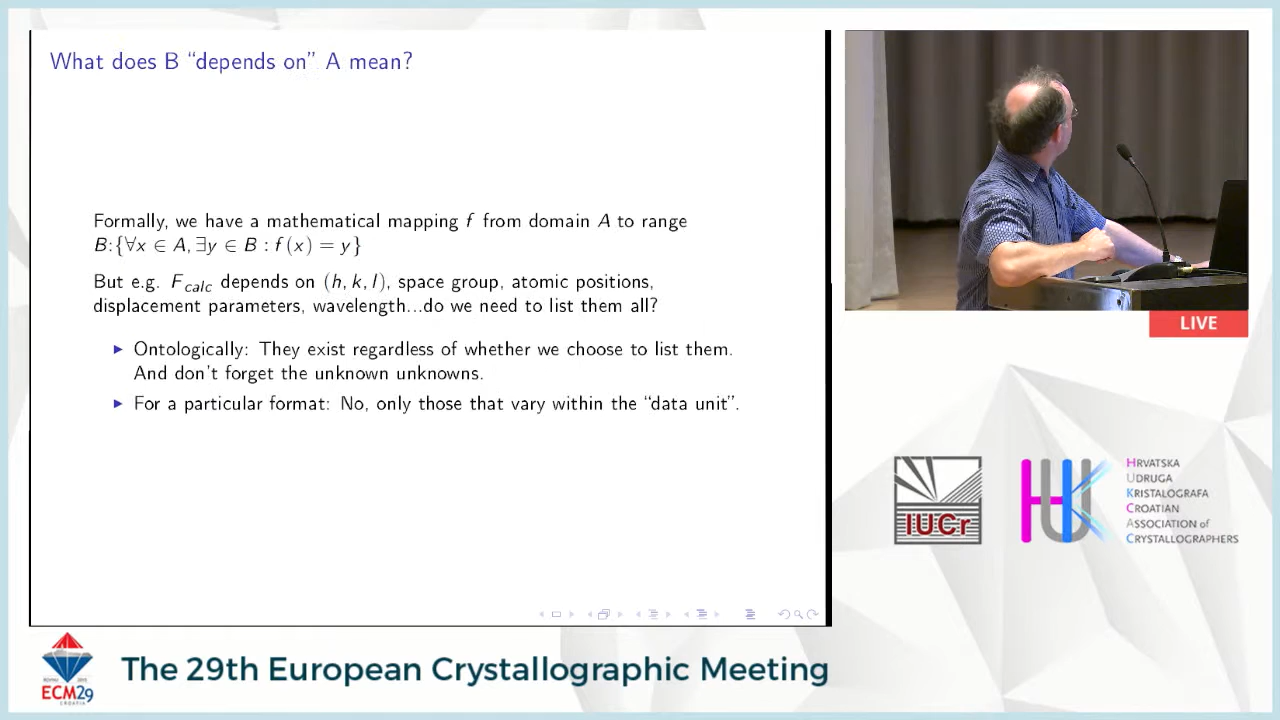 What does B “depends on” A mean?
Formally, we have a mathematical mapping f from domain A to range
B:{∀x ∈ A, ∃y ∈ B : f(x) = y}
But e.g. F_calc depends on (h, k, l), space group, atomic positions,
displacement parameters, wavelength...do we need to list them all?
▶ Ontologically: They exist regardless of whether we choose to list them.
And don't forget the unknown unknowns.
▶ For a particular format: No, only those that vary within the “data unit”.
LIVE
IUCr
HRVATSKA
UDRUGA
KRISTALOGRAFA
CROATIAN
ASSOCIATION of
CRYSTALLOGRAPHERS
ECM29
CROATIA
The 29th European Crystallographic Meeting